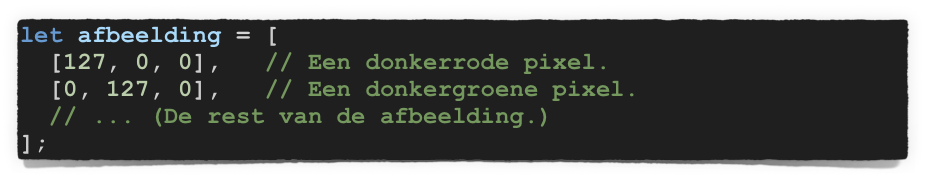 let afbeelding = [
  [127, 0, 0],   // Een donkerrode pixel.
  [0, 127, 0],   // Een donkergroene pixel.
  // ... (De rest van de afbeelding.)
];